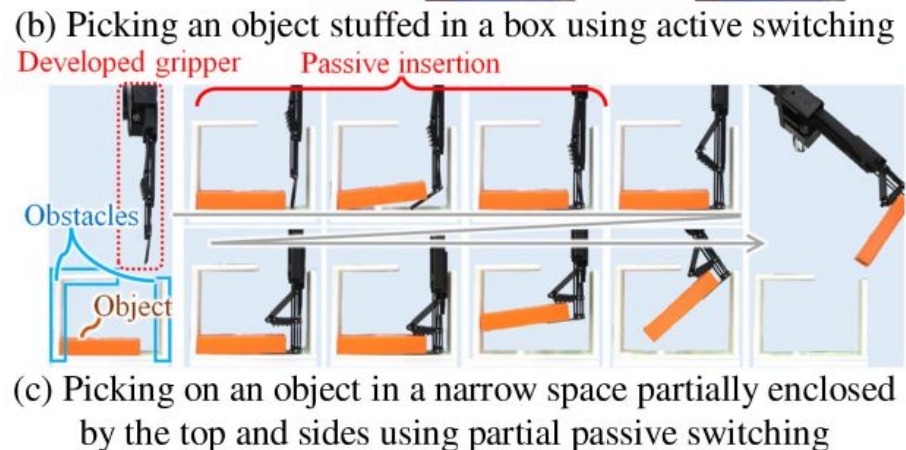 (b) Picking an object stuffed in a box using active switching
Developed gripper
Passive insertion
Obstacles
Object
(c) Picking on an object in a narrow space partially enclosed
by the top and sides using partial passive switching